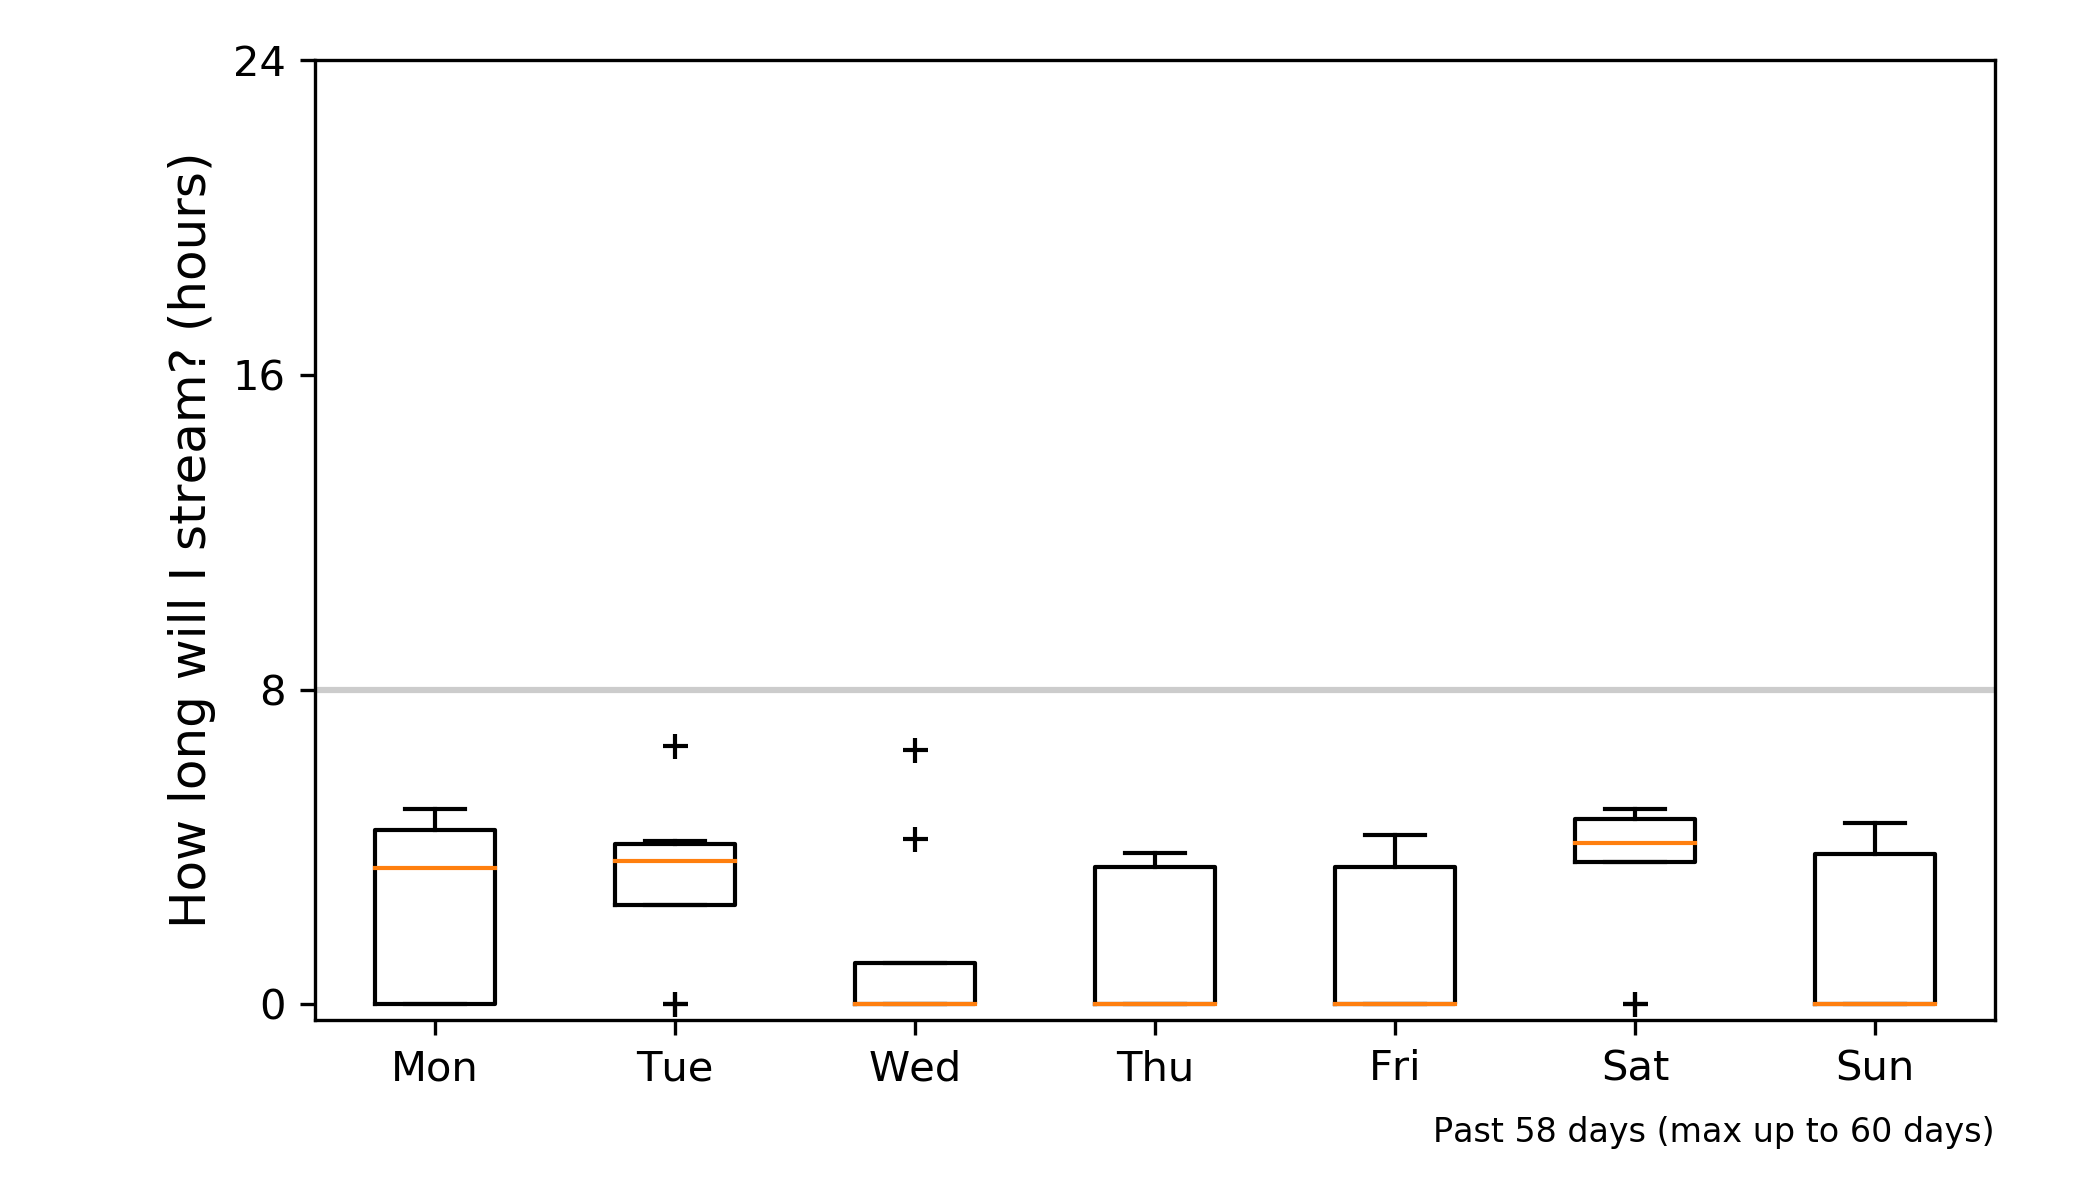 How long will I stream? (hours)
24
16
8
0
Mon Tue Wed Thu Fri Sat Sun
Past 58 days (max up to 60 days)